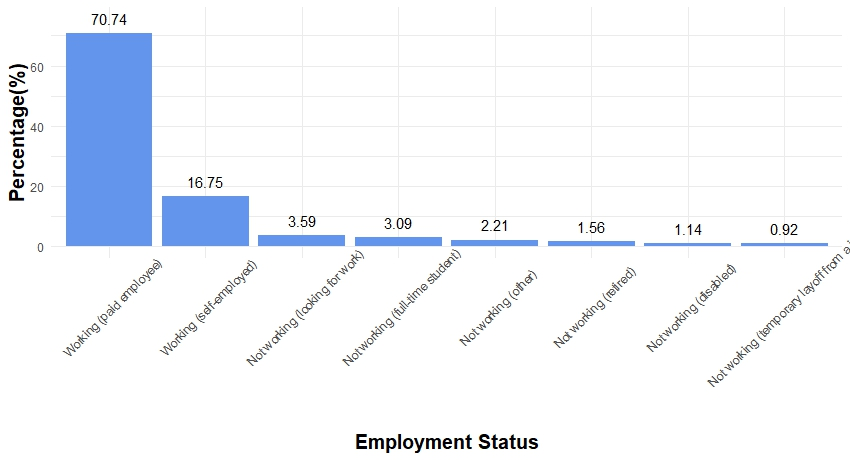 70.74
16.75
3.59
3.09
2.21
1.56
1.14
0.92
Percentage(%)
60
40
20
0
Working (paid employee)
Working (self-employed)
Not working (looking for work)
Not working (full-time student)
Not working (other)
Not working (retired)
Not working (disabled)
Not working (temporary layoff from a
Employment Status